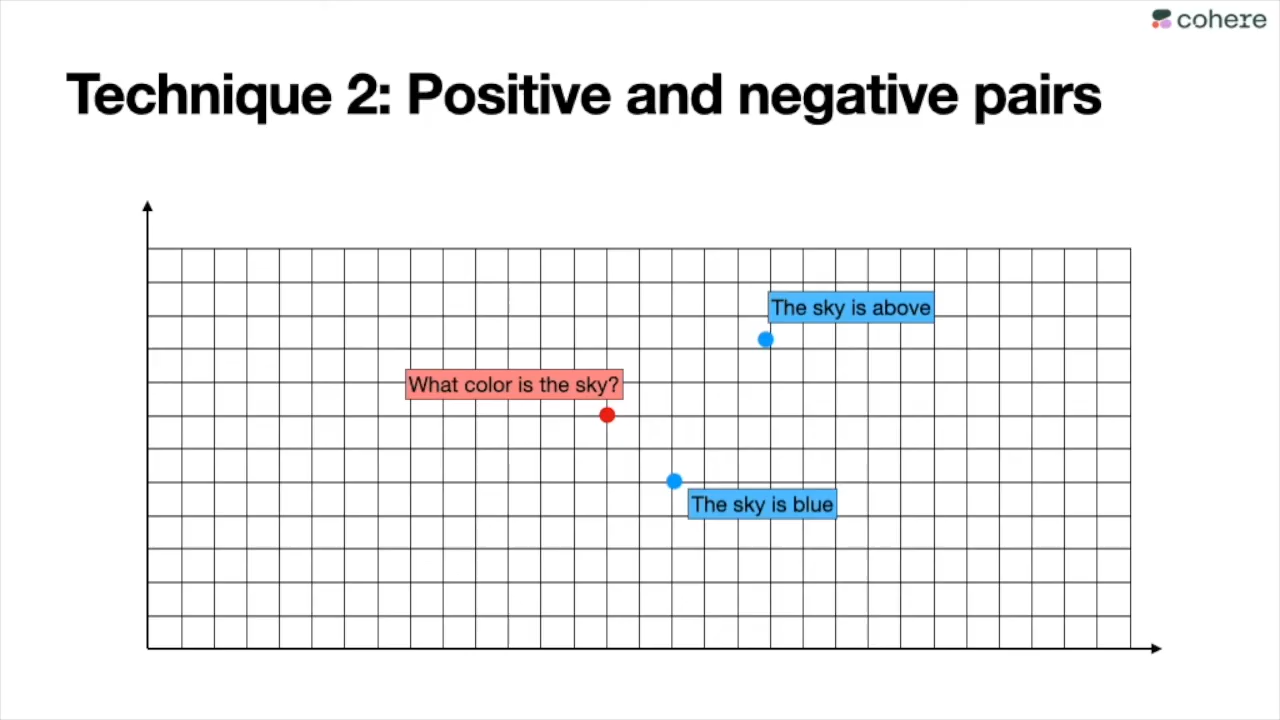 cohere
Technique 2: Positive and negative pairs
The sky is above
What color is the sky?
The sky is blue